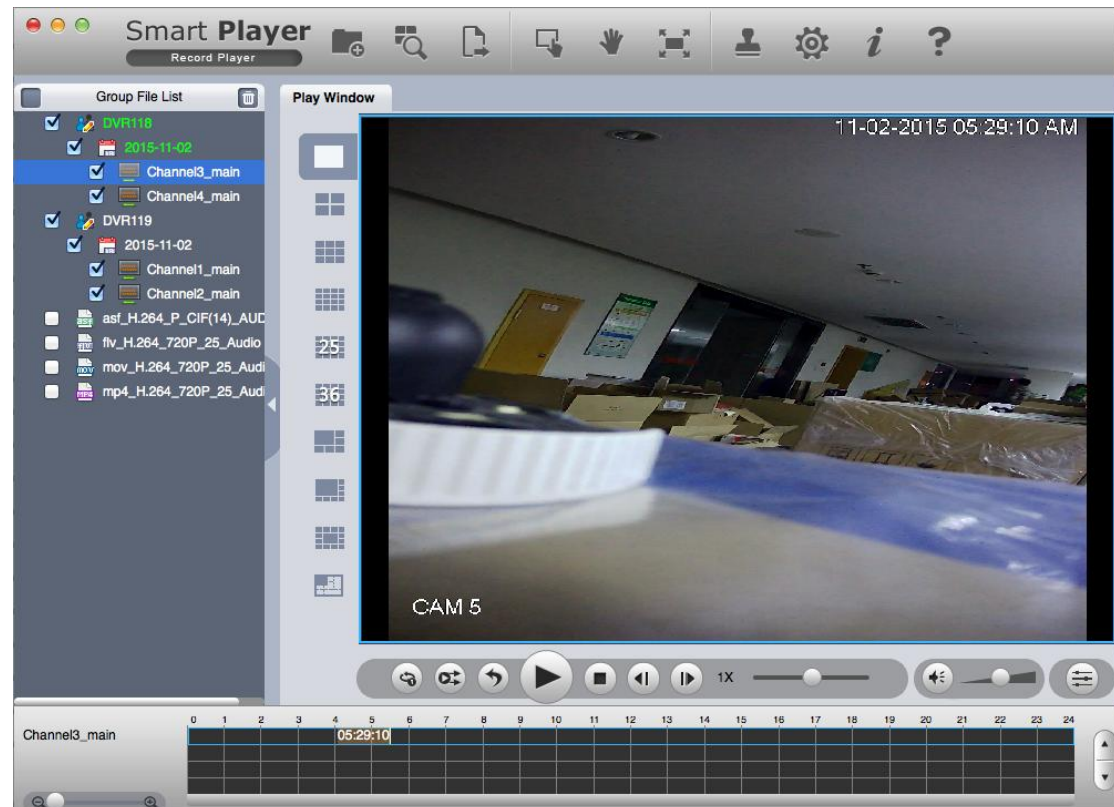 Smart Player
Record Player
Group File List
Play Window
DVR118
2015-11-02
Channel3_main
Channel4_main
DVR119
2015-11-02
Channel1_main
Channel2_main
asf_H.264_P_CIF(14)_AUD
flv_H.264_720P_25_Audio
mov_H.264_720P_25_Audi
mp4_H.264_720P_25_Audi
25
36
11-02-2015 05:29:10 AM
CAM 5
1X
0 1 2 3 4 5 6 7 8 9 10 11 12 13 14 15 16 17 18 19 20 21 22 23 24
Channel3_main
05:29:10